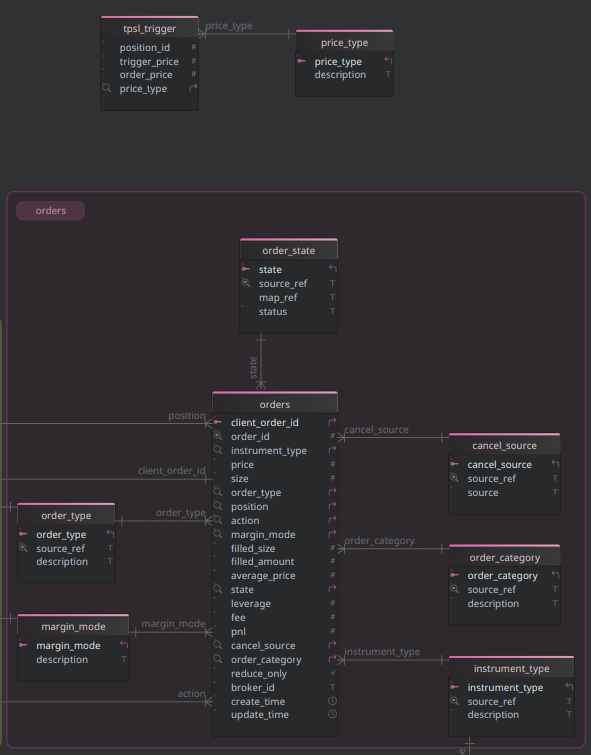 tpsl_trigger
position_id #
trigger_price #
order_price #
price_type
price_type
price_type
price_type
description T
orders
order_state
state
source_ref T
map_ref T
status T
state
orders
client_order_id
order_id #
instrument_type
price #
size #
order_type
position
action
margin_mode
filled_size #
filled_amount #
average_price #
state
leverage #
fee #
pnl #
cancel_source
order_category
reduce_only
broker_id T
create_time
update_time
position
client_order_id
order_type
margin_mode
action
order_type
order_type
source_ref T
description T
margin_mode
margin_mode
description T
cancel_source
cancel_source
cancel_source
source_ref T
source T
order_category
order_category
order_category
source_ref T
description T
instrument_type
instrument_type
instrument_type
source_ref T
description T